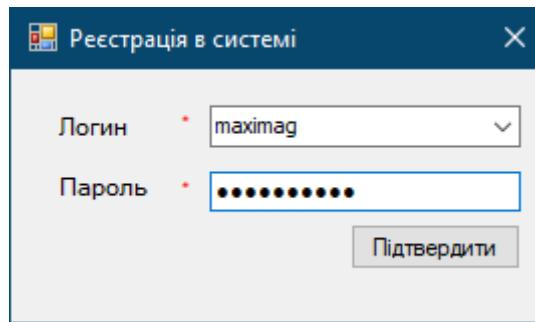 Реєстрація в системі
Логин * maximag
Пароль * ●●●●●●●●●●
Підтвердити